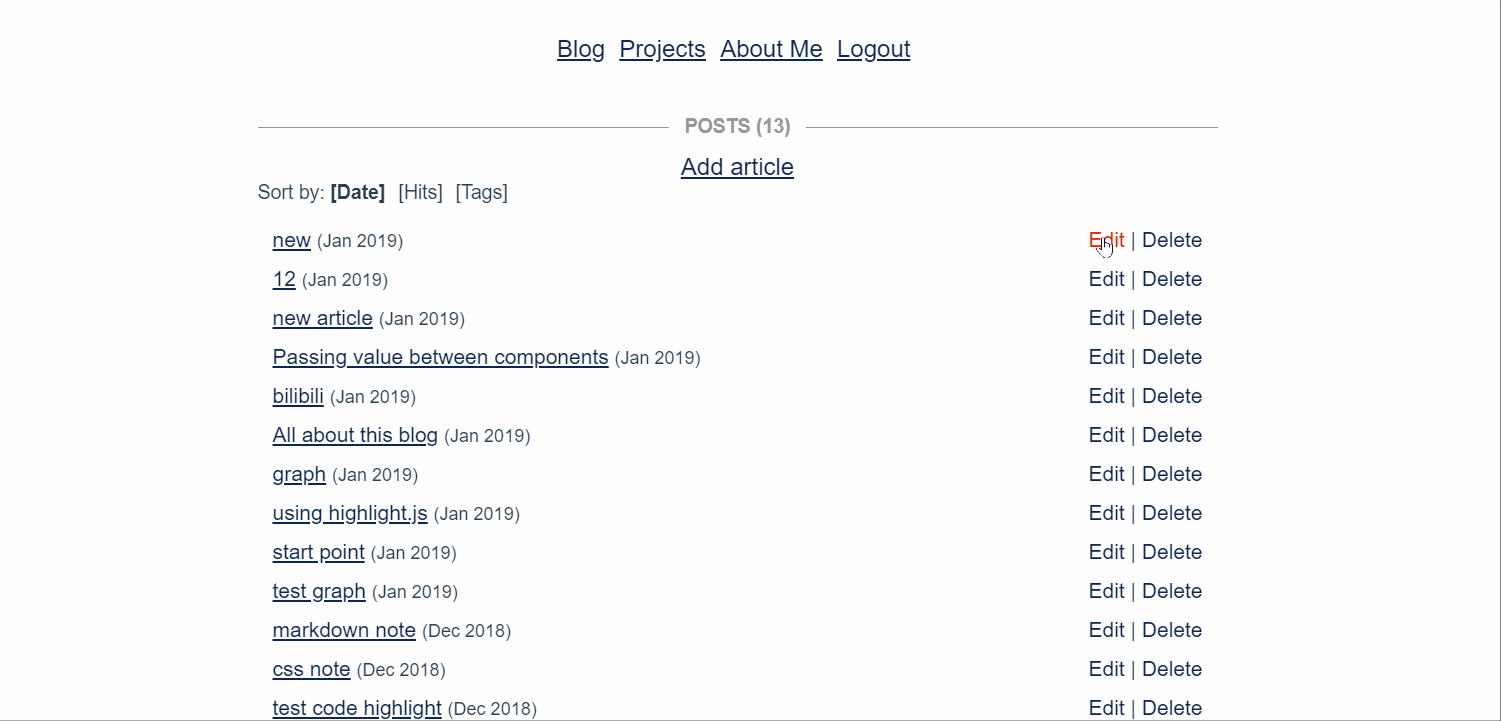 Blog Projects About Me Logout
POSTS (13)
Add article
Sort by: [Date] [Hits] [Tags]
new (Jan 2019) Edit | Delete
12 (Jan 2019) Edit | Delete
new article (Jan 2019) Edit | Delete
Passing value between components (Jan 2019) Edit | Delete
bilibili (Jan 2019) Edit | Delete
All about this blog (Jan 2019) Edit | Delete
graph (Jan 2019) Edit | Delete
using highlight.js (Jan 2019) Edit | Delete
start point (Jan 2019) Edit | Delete
test graph (Jan 2019) Edit | Delete
markdown note (Dec 2018) Edit | Delete
css note (Dec 2018) Edit | Delete
test code highlight (Dec 2018) Edit | Delete